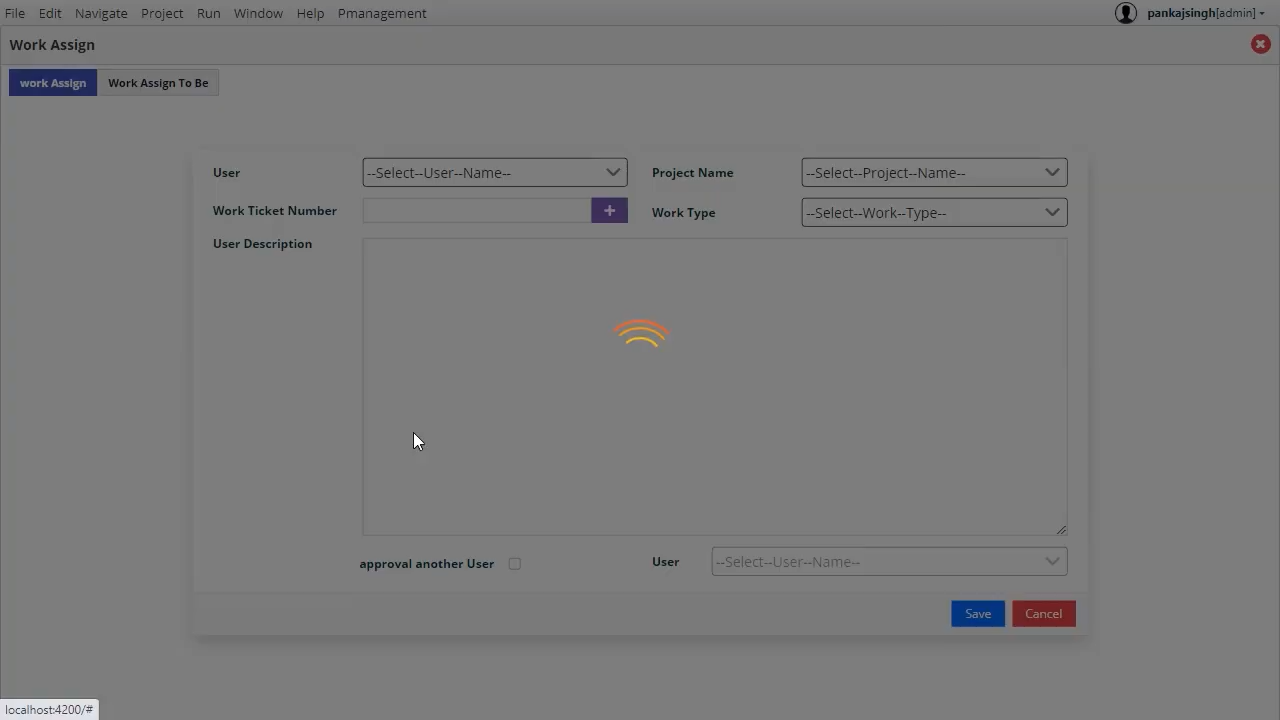 File Edit Navigate Project Run Window Help Pmanagement pankajsingh[admin]
Work Assign
work Assign Work Assign To Be
User --Select--User--Name-- Project Name --Select--Project--Name--
Work Ticket Number + Work Type --Select--Work--Type--
User Description
approval another User User --Select--User--Name--
Save Cancel
localhost:4200/#